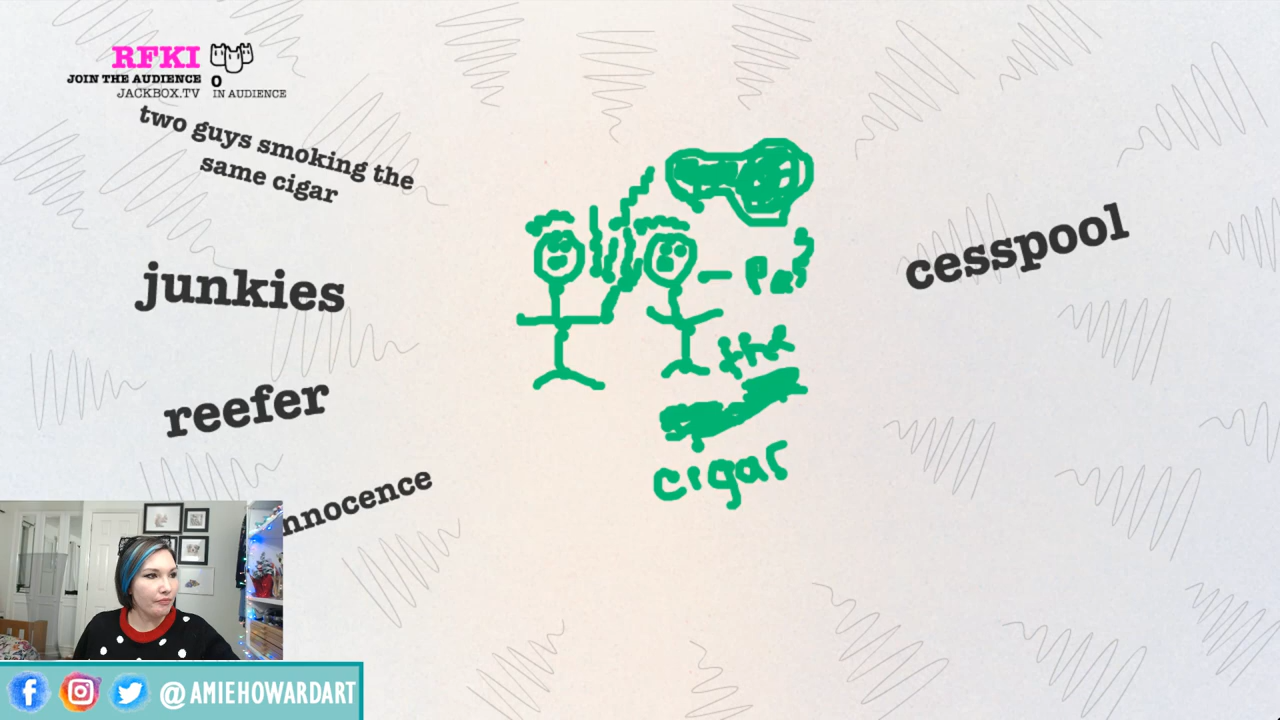 RFKI
JOIN THE AUDIENCE
JACKBOX.TV
0
IN AUDIENCE
two guys smoking the
same cigar
junkies
reefer
nnocence
cesspool
- Pas
the
cigar
@AMIEHOWARDART